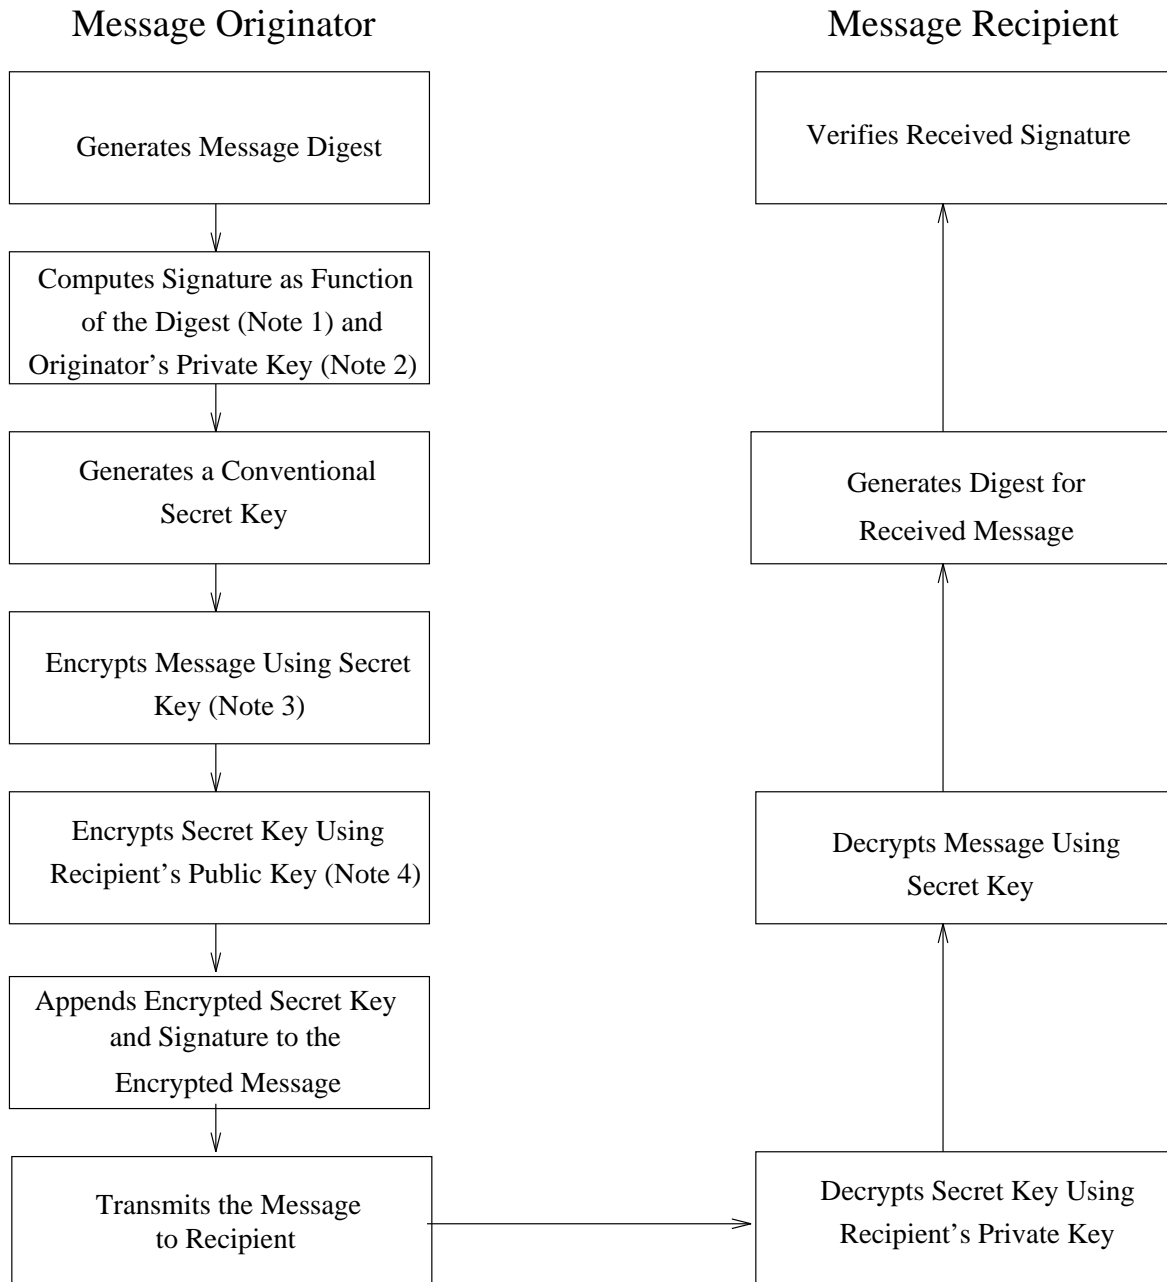 Message Originator
Generates Message Digest
Computes Signature as Function
of the Digest (Note 1) and
Originator’s Private Key (Note 2)
Generates a Conventional
Secret Key
Encrypts Message Using Secret
Key (Note 3)
Encrypts Secret Key Using
Recipient’s Public Key (Note 4)
Appends Encrypted Secret Key
and Signature to the
Encrypted Message
Transmits the Message
to Recipient
Message Recipient
Verifies Received Signature
Generates Digest for
Received Message
Decrypts Message Using
Secret Key
Decrypts Secret Key Using
Recipient’s Private Key